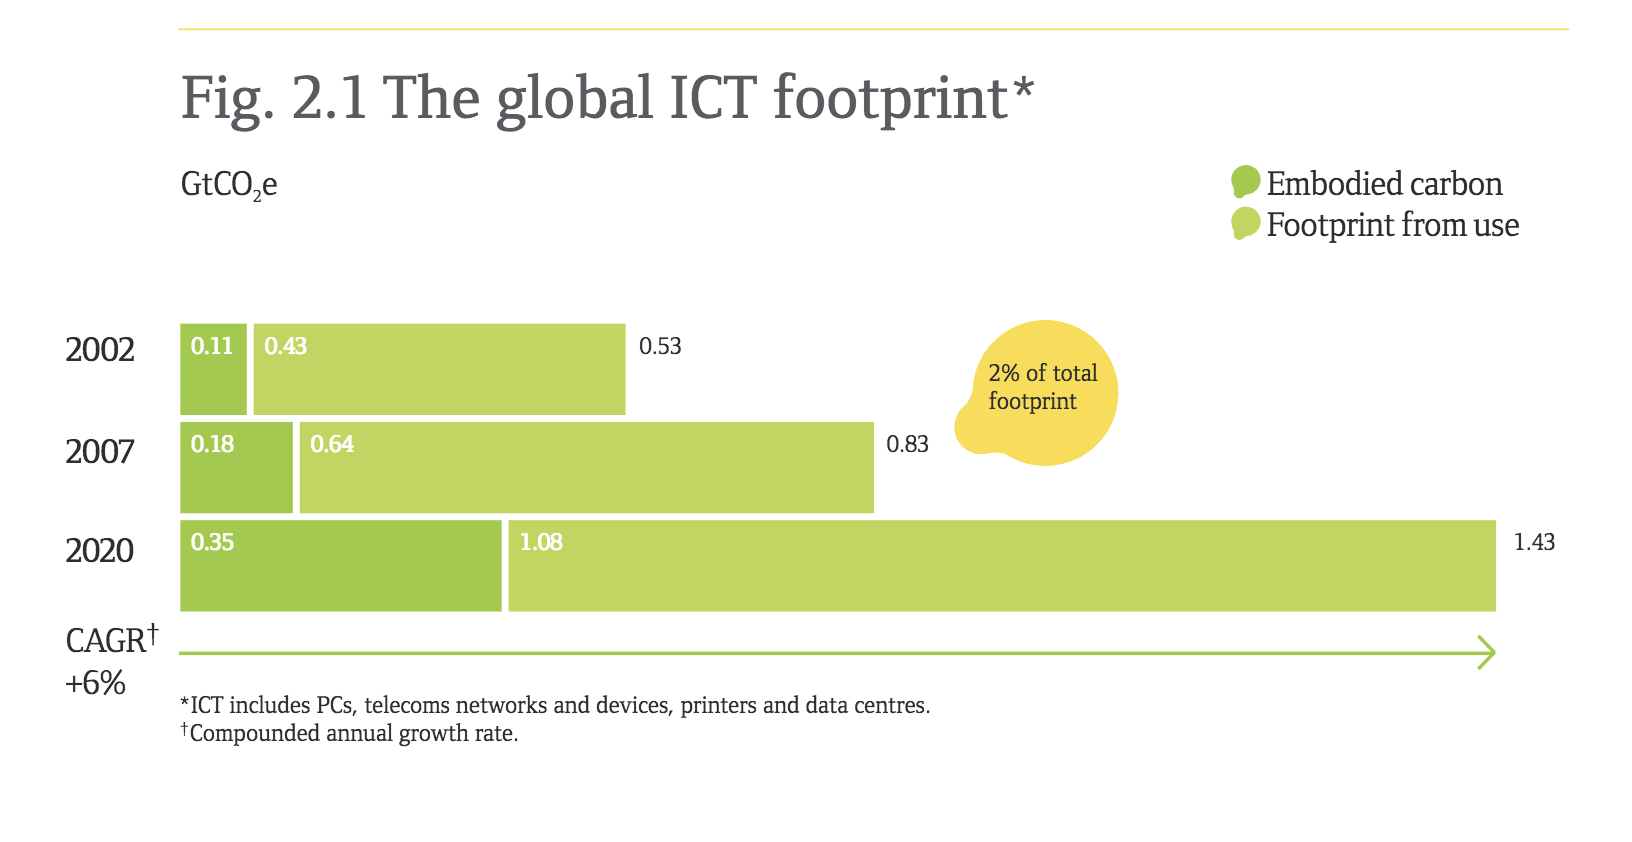 Fig. 2.1 The global ICT footprint*
GtCO₂e
Embodied carbon
Footprint from use
2002 0.11 0.43 0.53
2% of total
footprint
2007 0.18 0.64 0.83
2020 0.35 1.08 1.43
CAGR†
+6%
*ICT includes PCs, telecoms networks and devices, printers and data centres.
†Compounded annual growth rate.